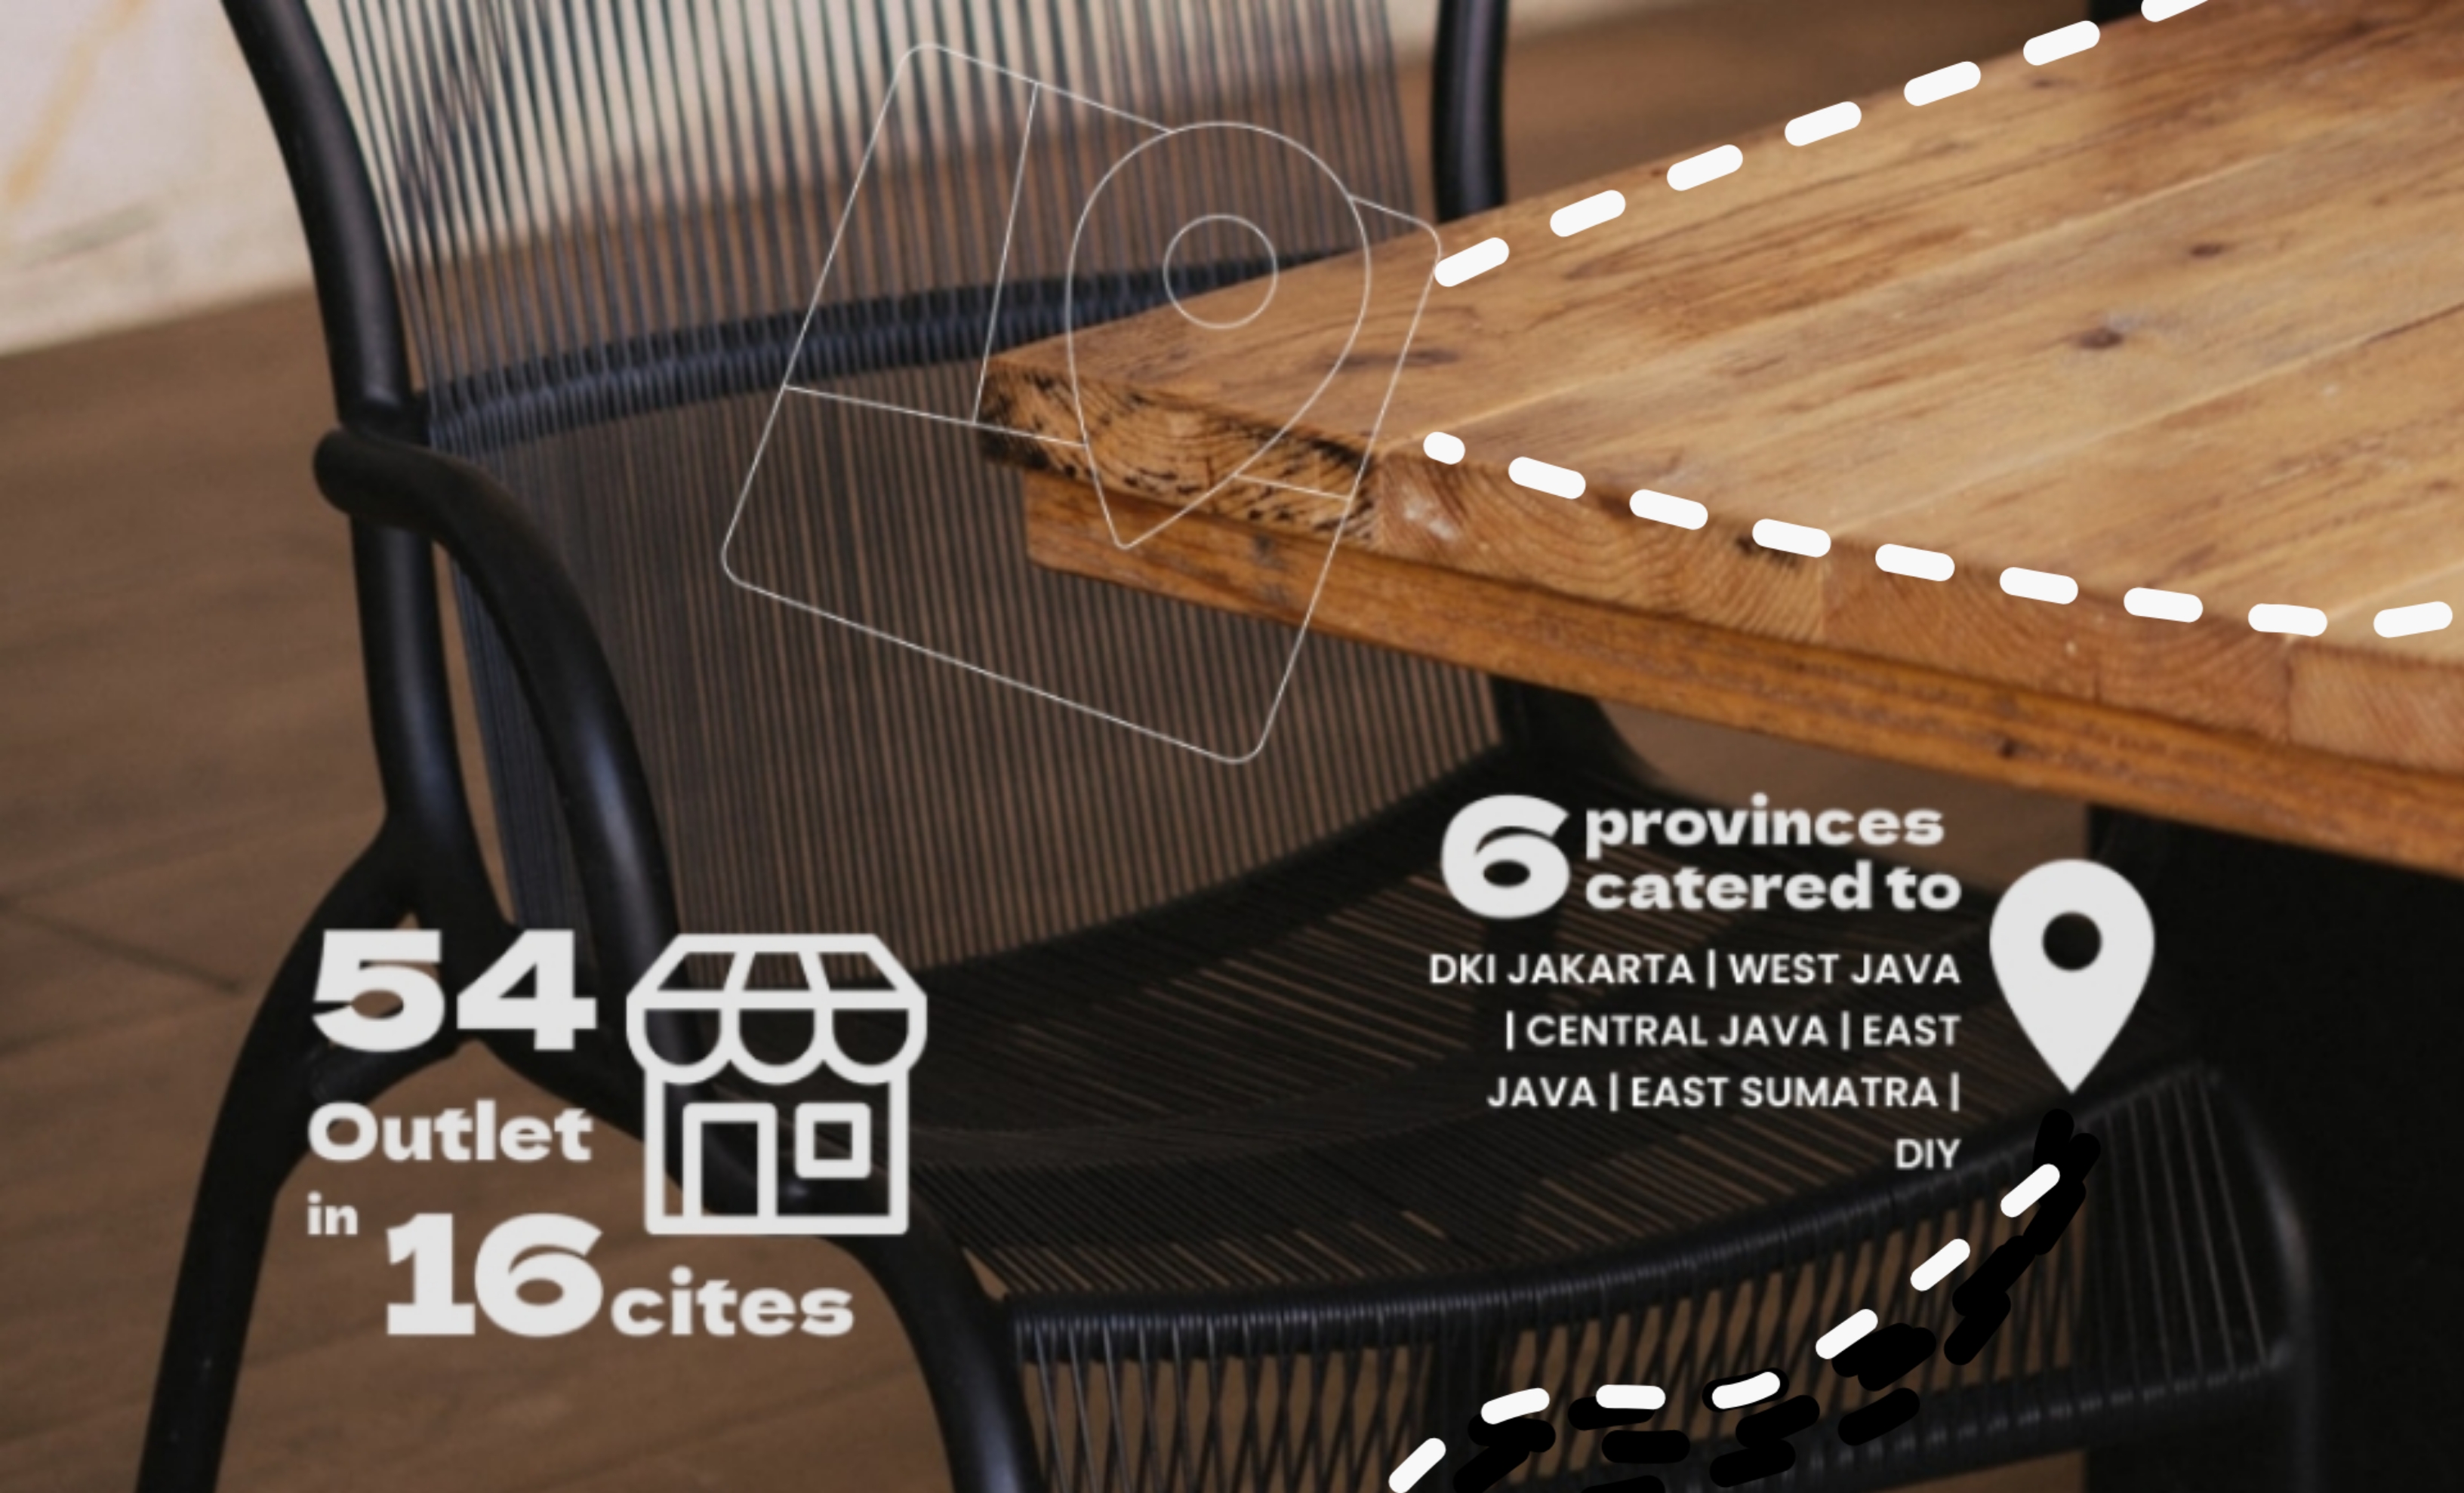 54
Outlet
in
16 cites
6 provinces
catered to
DKI JAKARTA | WEST JAVA
| CENTRAL JAVA | EAST
JAVA | EAST SUMATRA |
DIY